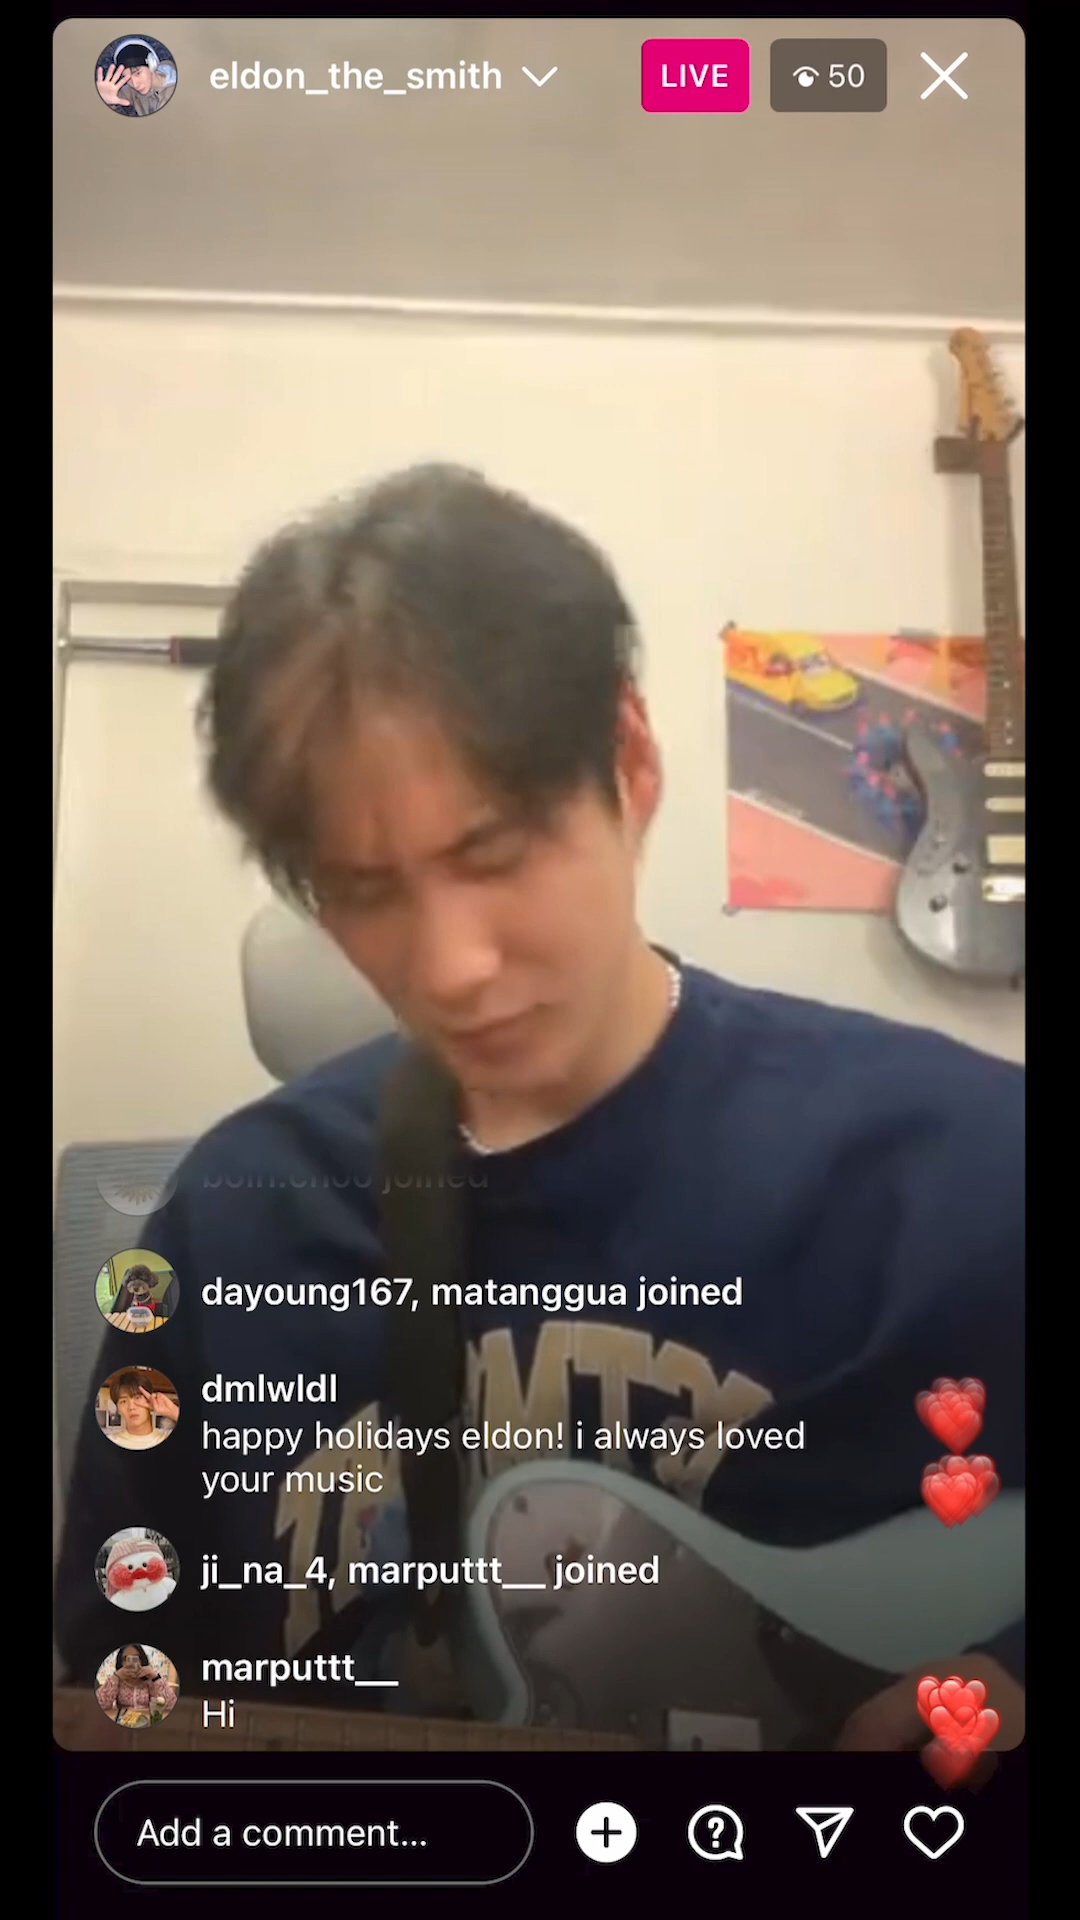 eldon_the_smith
LIVE
50
joined
dayoung167, matanggua joined
dmlwldl
happy holidays eldon! i always loved
your music
ji_na_4, marputtt__ joined
marputtt__
Hi
Add a comment...